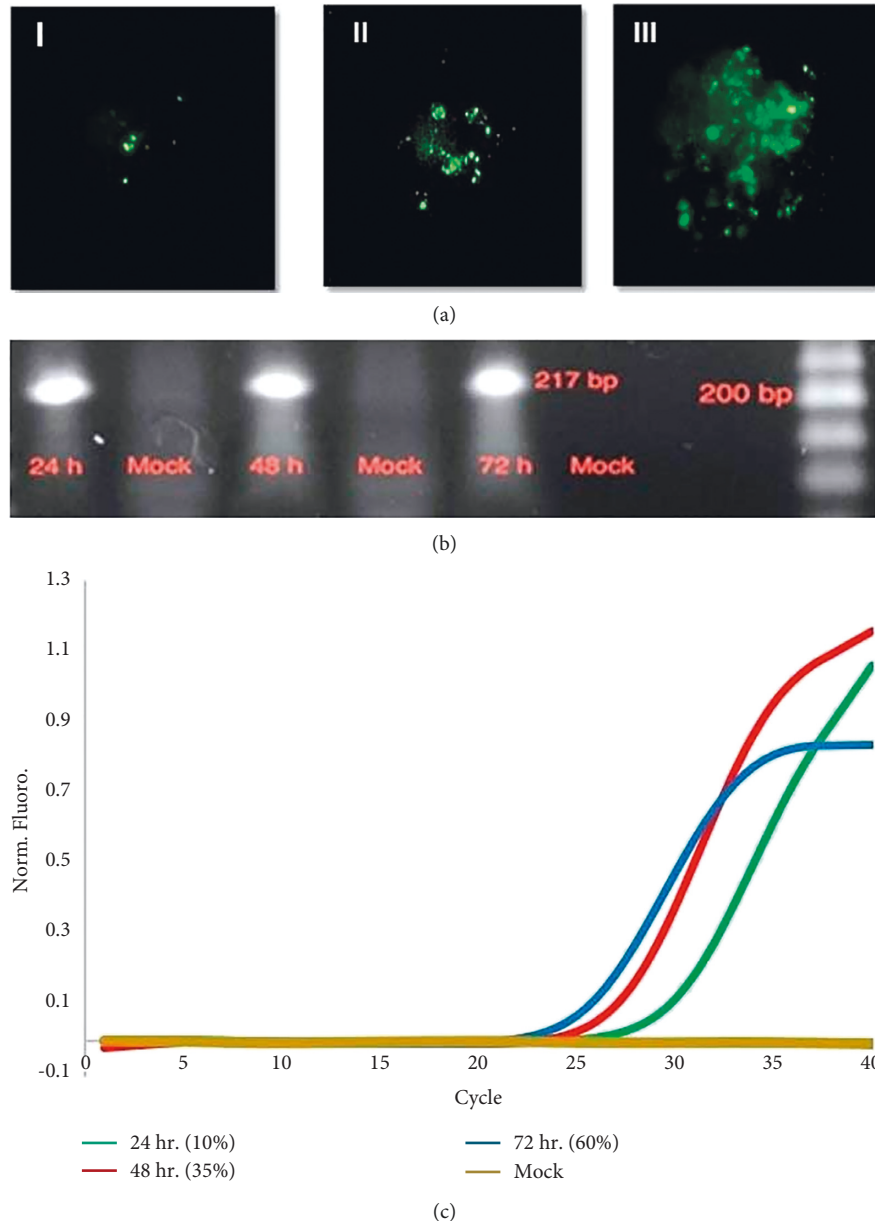 I II III
(a)
217 bp
200 bp
24 h Mock 48 h Mock 72 h Mock
(b)
1.3
1.1
0.9
0.7
0.5
0.3
0.1
-0.1
Norm. Fluoro.
0 5 10 15 20 25 30 35 40
Cycle
24 hr. (10%) 72 hr. (60%)
48 hr. (35%) Mock
(c)